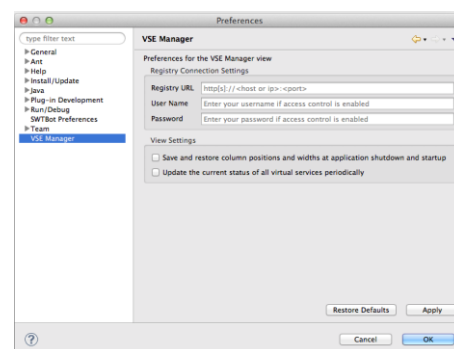 Preferences
type filter text
VSE Manager
General
Ant
Help
Install/Update
Java
Plug-in Development
Run/Debug
SWTBot Preferences
Team
VSE Manager
Preferences for the VSE Manager view
Registry Connection Settings
Registry URL http[s]://<host or ip>:<port>
User Name Enter your username if access control is enabled
Password Enter your password if access control is enabled
View Settings
Save and restore column positions and widths at application shutdown and startup
Update the current status of all virtual services periodically
Restore Defaults Apply
? Cancel OK